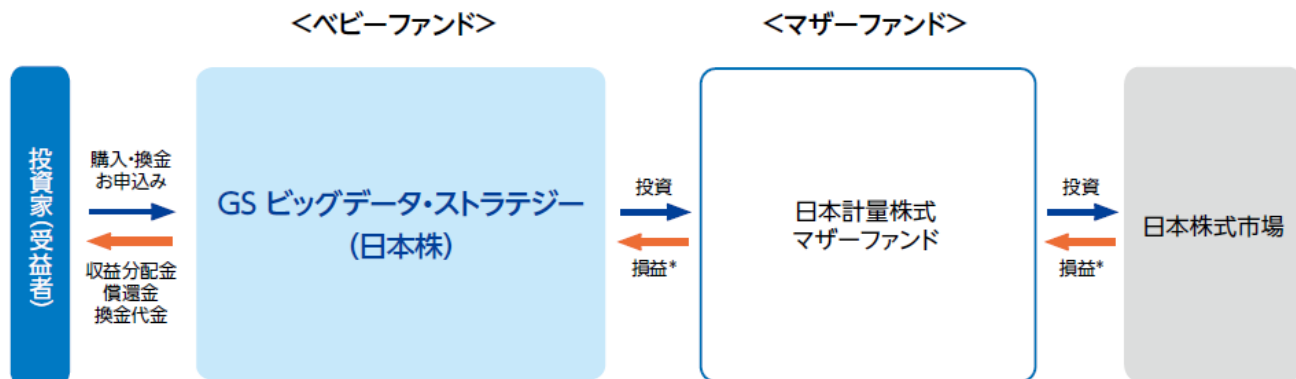 ＜ベビーファンド＞
＜マザーファンド＞
投資家（受益者）
購入・換金
お申込み
収益分配金
償還金
換金代金
GS ビッグデータ・ストラテジー
（日本株）
投資
損益*
日本計量株式
マザーファンド
投資
損益*
日本株式市場